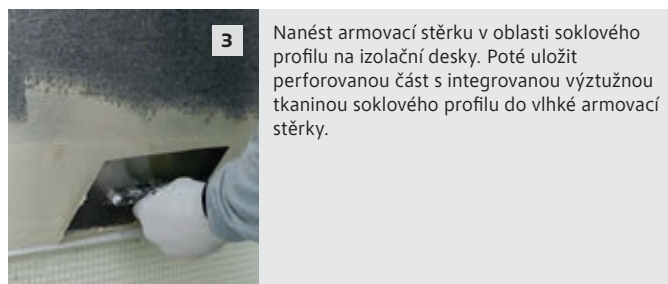 3
Nanést armovací stěrku v oblasti soklového
profilu na izolační desky. Poté uložit
perforovanou část s integrovanou výztužnou
tkaninou soklového profilu do vlhké armovací
stěrky.